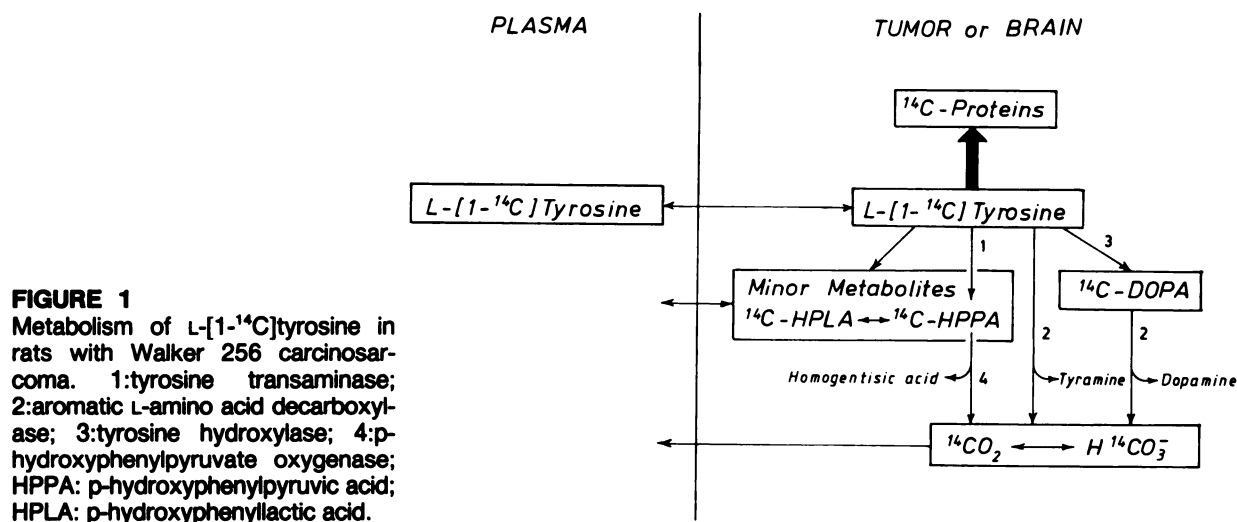 PLASMA
TUMOR or BRAIN
¹⁴C-Proteins
L-[1-¹⁴C]Tyrosine
L-[1-¹⁴C]Tyrosine
1
3
Minor Metabolites
¹⁴C-HPLA ↔ ¹⁴C-HPPA
¹⁴C-DOPA
2
2
Homogentisic acid
4
Tyramine
Dopamine
¹⁴CO₂ ↔ H¹⁴CO₃⁻
FIGURE 1
Metabolism of L-[1-¹⁴C]tyrosine in
rats with Walker 256 carcinosar-
coma. 1:tyrosine transaminase;
2:aromatic L-amino acid decarboxyl-
ase; 3:tyrosine hydroxylase; 4:p-
hydroxyphenylpyruvate oxygenase;
HPPA: p-hydroxyphenylpyruvic acid;
HPLA: p-hydroxyphenyllactic acid.